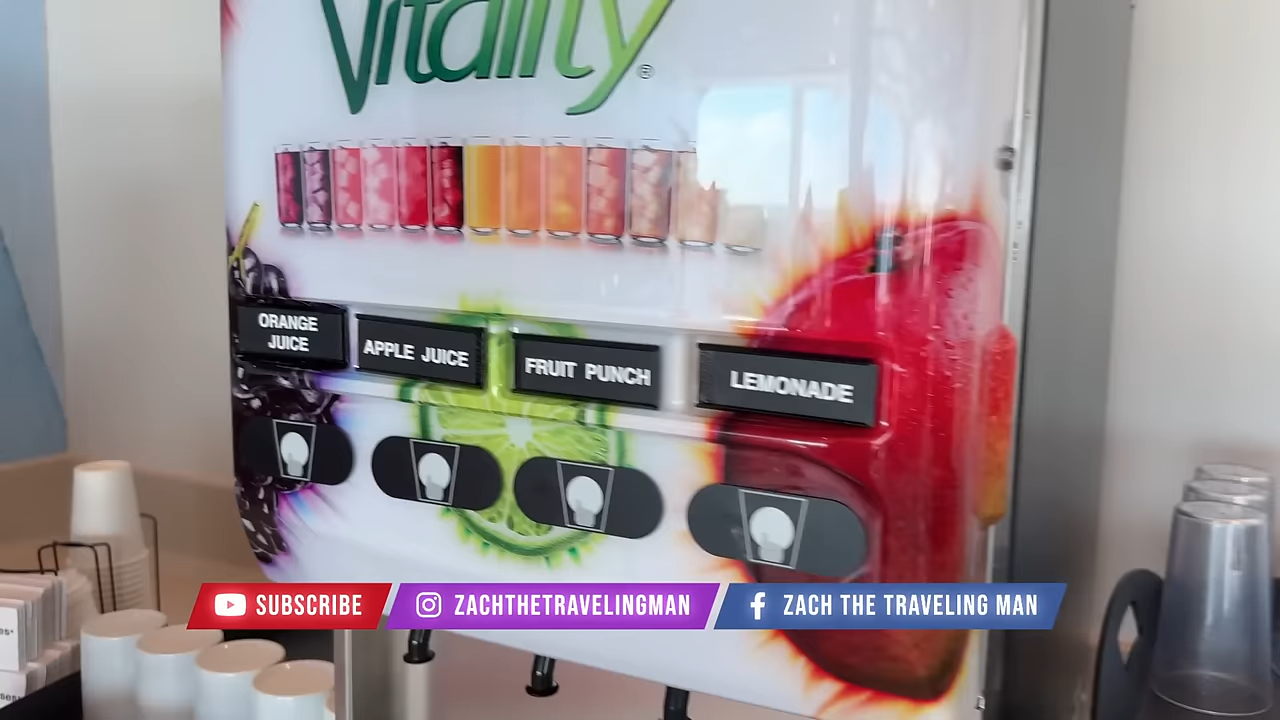 Vitality®
ORANGE
JUICE
APPLE JUICE
FRUIT PUNCH
LEMONADE
SUBSCRIBE
ZACHTHETRAVELINGMAN
ZACH THE TRAVELING MAN